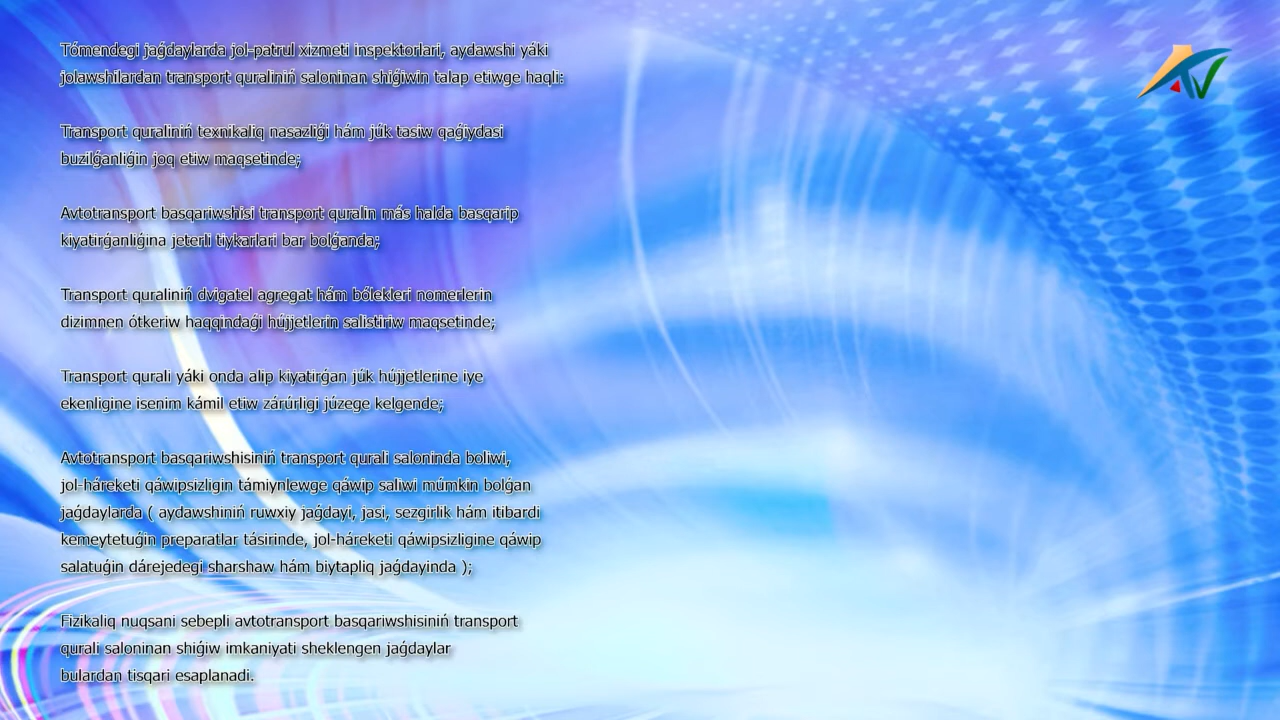 Tómendegi jaǵdaylarda jol-patrul xizmeti inspektorlari, aydawshi yáki
jolawshilardan transport quraliniń saloninan shiǵiwin talap etiwge haqli:
Transport quraliniń texnikaliq nasazliǵi hám júk tasiw qaǵiydasi
buzilǵanliǵin joq etiw maqsetinde;
Avtotransport basqariwshisi transport quralin más halda basqarip
kiyatirǵanliǵina jeterli tiykarlari bar bolǵanda;
Transport quraliniń dvigatel agregat hám bólekleri nomerlerin
dizimnen ótkeriw haqqindaǵi hújjetlerin salistiriw maqsetinde;
Transport qurali yáki onda alip kiyatirǵan júk hújjetlerine iye
ekenligine isenim kámil etiw zárúrligi júzege kelgende;
Avtotransport basqariwshisiniń transport qurali saloninda boliwi,
jol-háreketi qáwipsizligin támiynlewge qáwip saliwi múmkin bolǵan
jaǵdaylarda ( aydawshiniń ruwxiy jaǵdayi, jasi, sezgirlik hám itibardi
kemeytetuǵin preparatlar tásirinde, jol-háreketi qáwipsizligine qáwip
salatuǵin dárejedegi sharshaw hám biytapliq jaǵdayinda );
Fizikaliq nuqsani sebepli avtotransport basqariwshisiniń transport
qurali saloninan shiǵiw imkaniyati sheklengen jaǵdaylar
bulardan tisqari esaplanadi.